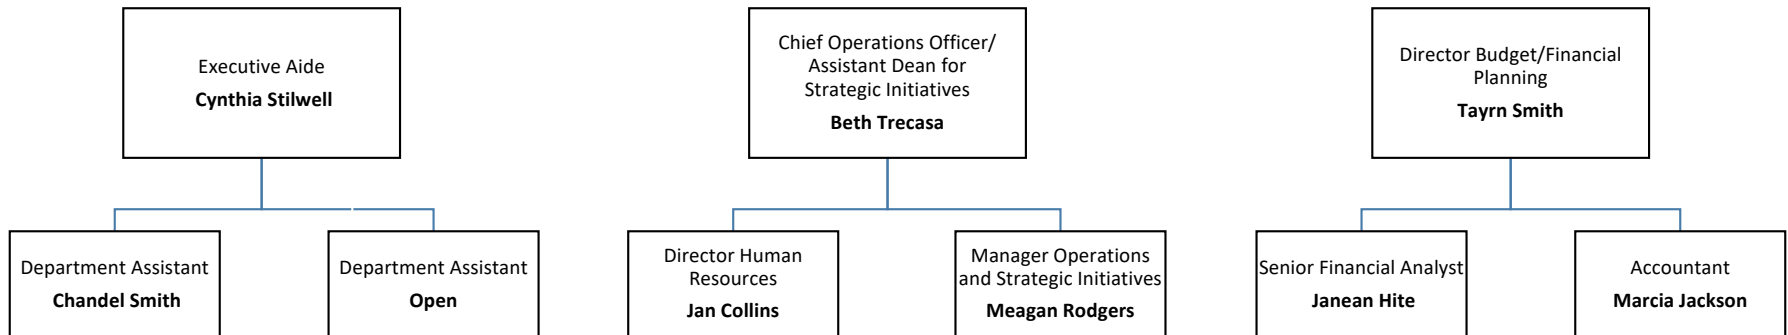 Executive Aide
Cynthia Stilwell
Chief Operations Officer/
Assistant Dean for
Strategic Initiatives
Beth Trecasa
Director Budget/Financial
Planning
Tayrn Smith
Department Assistant
Chandel Smith
Department Assistant
Open
Director Human
Resources
Jan Collins
Manager Operations
and Strategic Initiatives
Meagan Rodgers
Senior Financial Analyst
Janean Hite
Accountant
Marcia Jackson